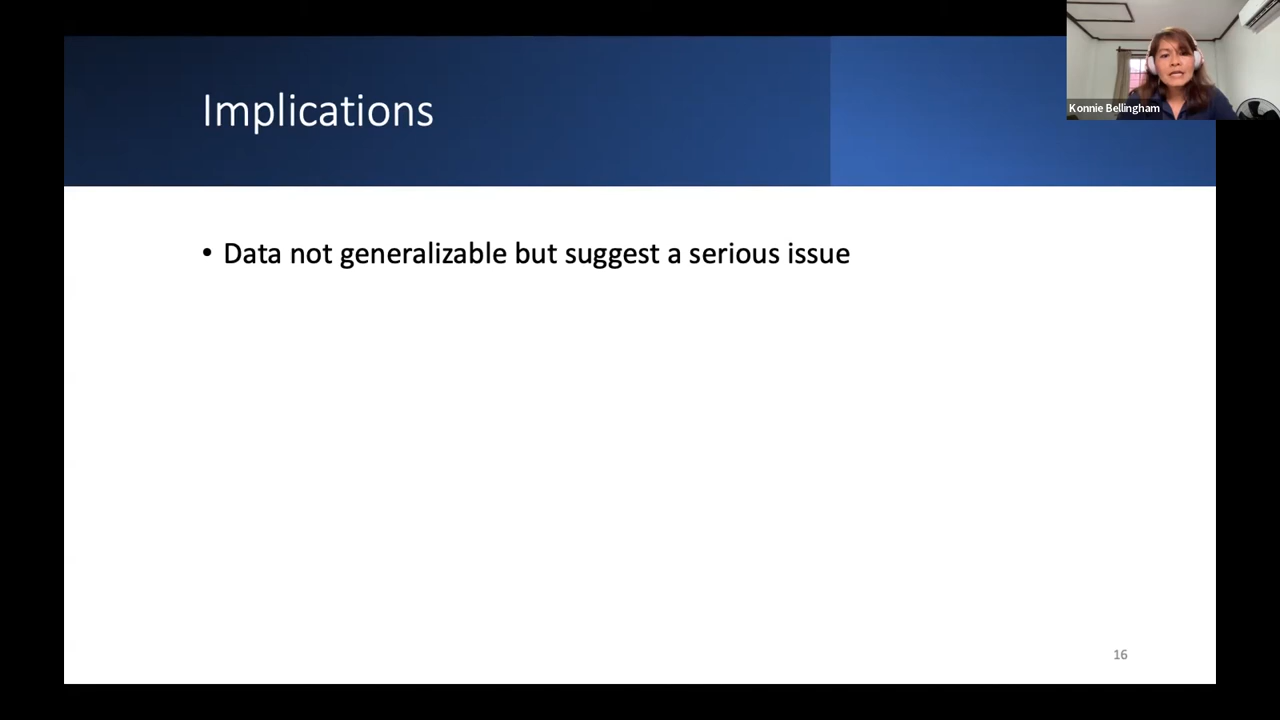 Implications
Konnie Bellingham
• Data not generalizable but suggest a serious issue
16